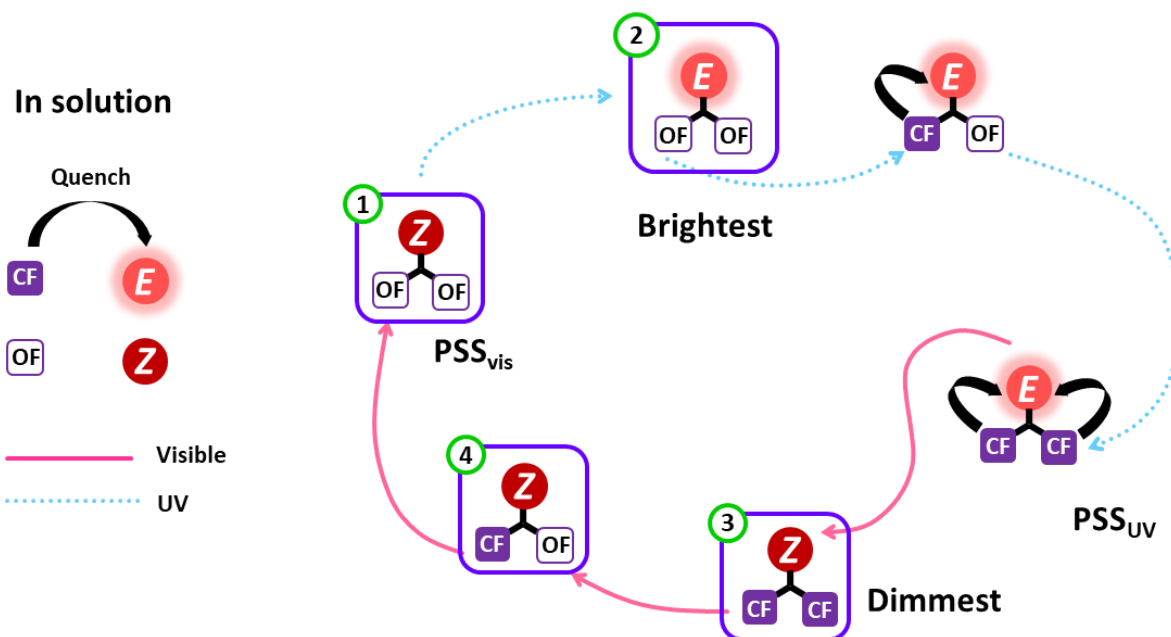 In solution
Quench
CF
E
OF
Z
Visible
UV
1
Z
OF OF
PSSvis
2
E
OF OF
Brightest
E
CF OF
E
CF CF
PSSUV
3
Z
CF CF
Dimmest
4
Z
CF OF